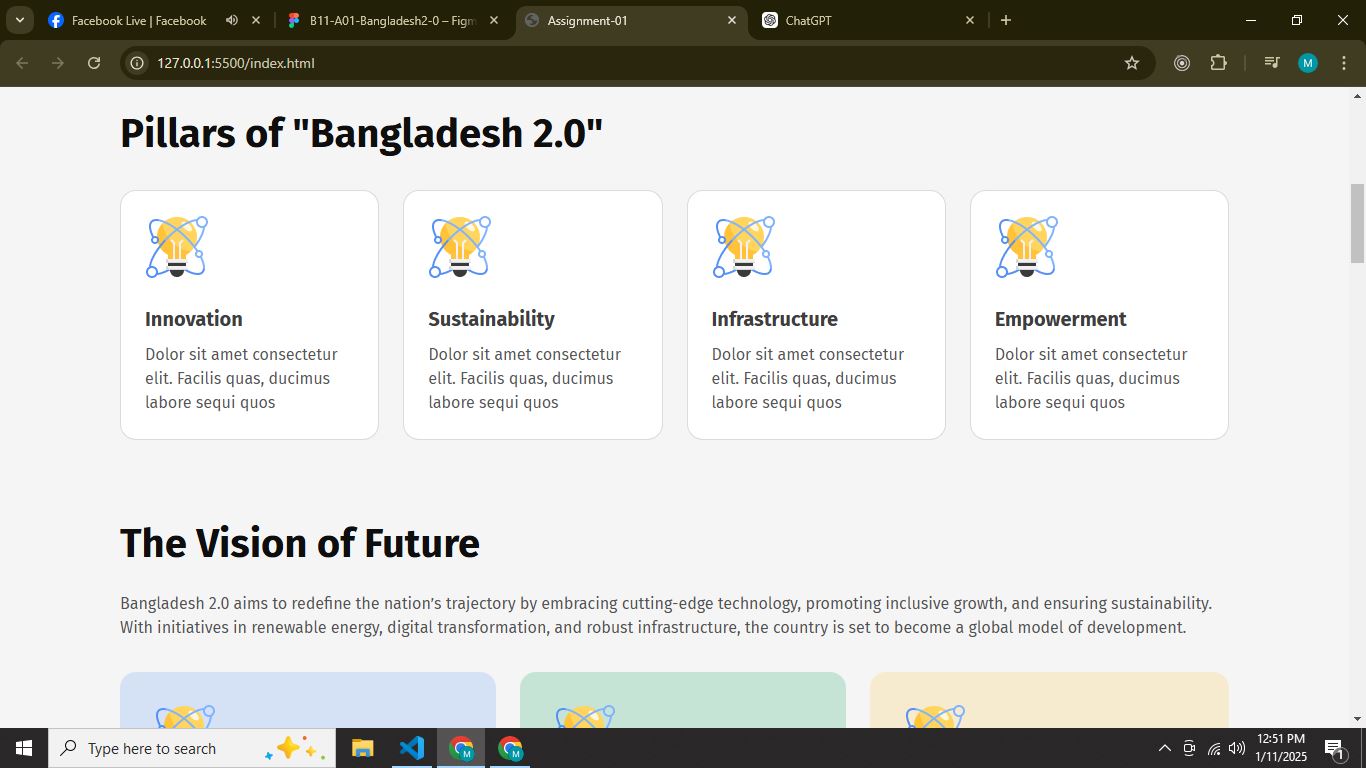 Facebook Live | Facebook
B11-A01-Bangladesh2-0 – Figm
Assignment-01
ChatGPT
127.0.0.1:5500/index.html
M
Pillars of "Bangladesh 2.0"
Innovation
Dolor sit amet consectetur
elit. Facilis quas, ducimus
labore sequi quos
Sustainability
Dolor sit amet consectetur
elit. Facilis quas, ducimus
labore sequi quos
Infrastructure
Dolor sit amet consectetur
elit. Facilis quas, ducimus
labore sequi quos
Empowerment
Dolor sit amet consectetur
elit. Facilis quas, ducimus
labore sequi quos
The Vision of Future
Bangladesh 2.0 aims to redefine the nation’s trajectory by embracing cutting-edge technology, promoting inclusive growth, and ensuring sustainability.
With initiatives in renewable energy, digital transformation, and robust infrastructure, the country is set to become a global model of development.
Type here to search
M
M
12:51 PM
1/11/2025
1